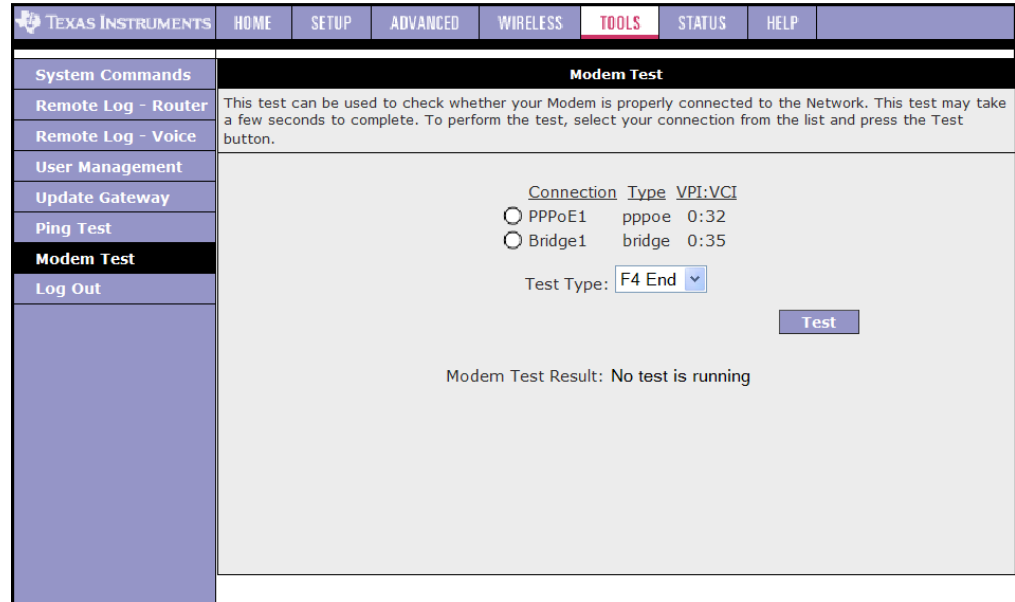 TEXAS INSTRUMENTS HOME SETUP ADVANCED WIRELESS TOOLS STATUS HELP
System Commands
Remote Log - Router
Remote Log - Voice
User Management
Update Gateway
Ping Test
Modem Test
Log Out
Modem Test
This test can be used to check whether your Modem is properly connected to the Network. This test may take
a few seconds to complete. To perform the test, select your connection from the list and press the Test
button.
Connection Type VPI:VCI
PPPoE1 pppoe 0:32
Bridge1 bridge 0:35
Test Type: F4 End
Test
Modem Test Result: No test is running